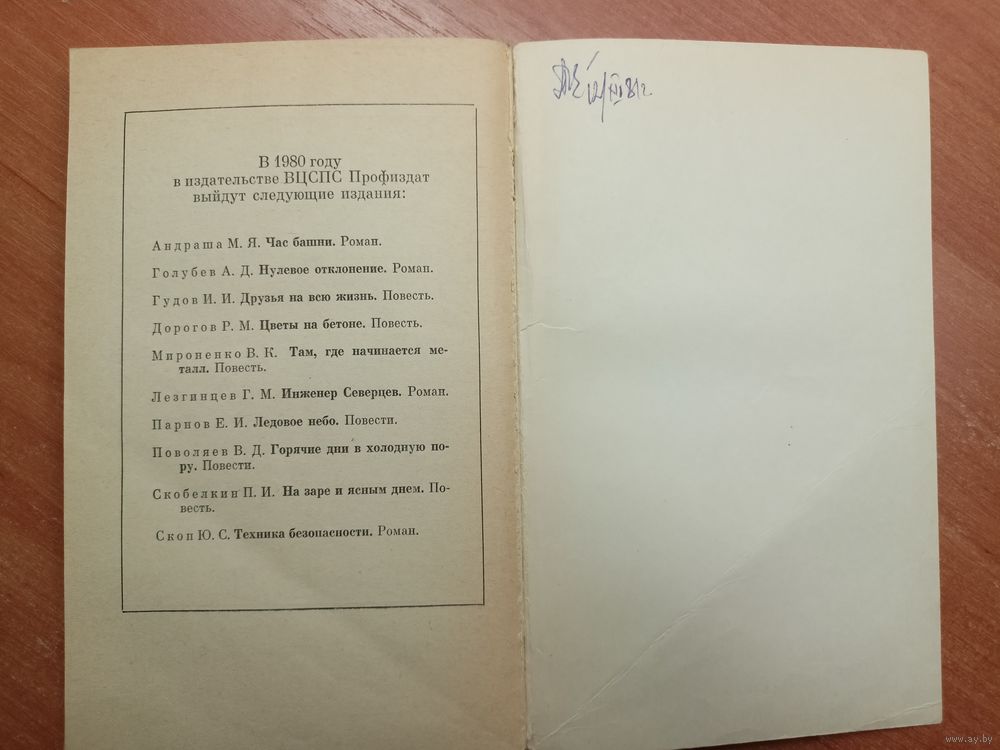 В 1980 году
в издательстве ВЦСПС Профиздат
выйдут следующие издания:
Андраша М. Я. Час башни. Роман.
Голубев А. Д. Нулевое отклонение. Роман.
Гудов И. И. Друзья на всю жизнь. Повесть.
Дорогов Р. М. Цветы на бетоне. Повесть.
Мироненко В. К. Там, где начинается ме-
талл. Повесть.
Лезгинцев Г. М. Инженер Северцев. Роман.
Парнов Е. И. Ледовое небо. Повести.
Поволяев В. Д. Горячие дни в холодную по-
ру. Повести.
Скобелкин П. И. На заре и ясным днем. По-
весть.
Скоп Ю. С. Техника безопасности. Роман.
www.ay.by